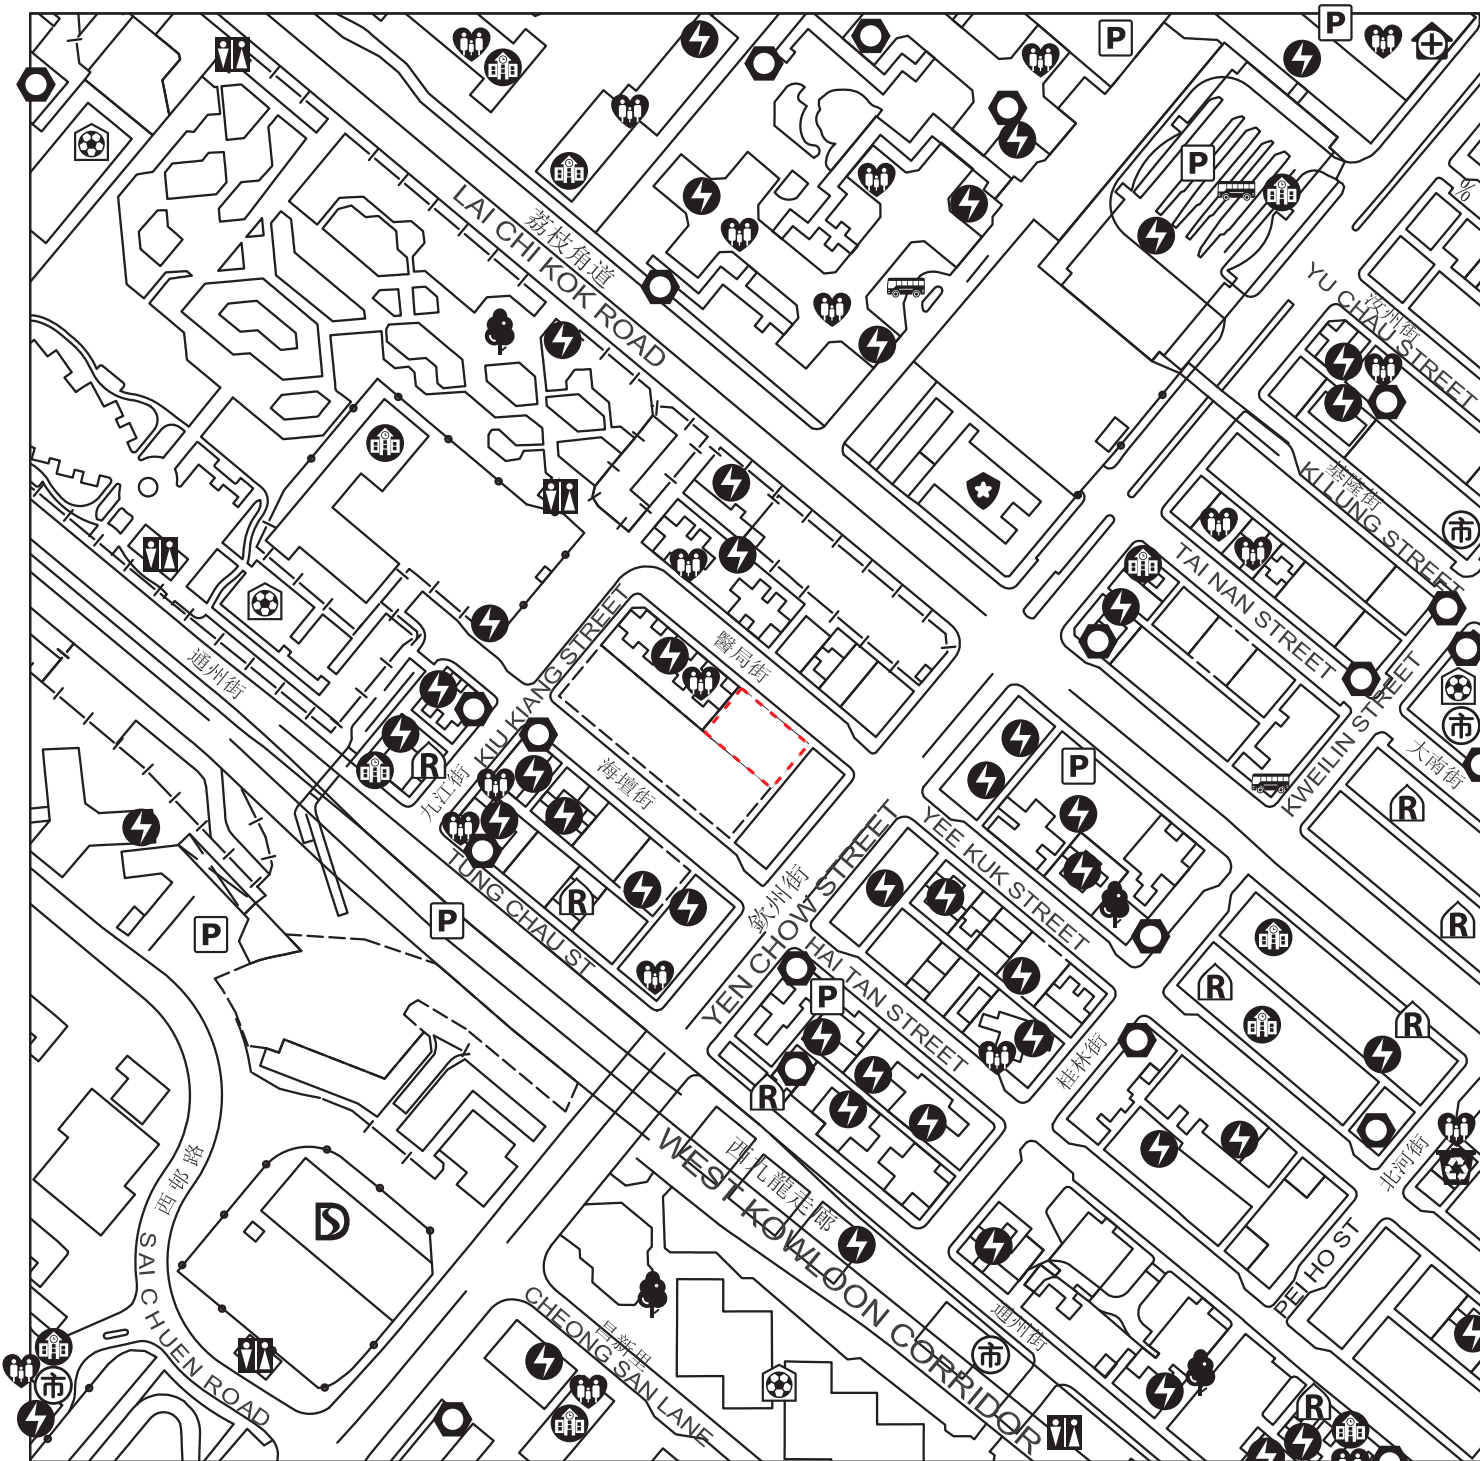 P
P
P
%
荔枝角道
LAI CHI KOK ROAD
YU CHAU STREET
汝州街
基隆街
KI LUNG STREET
市
TAI NAN STREET
大南街
市
KWEILIN STREET
醫局街
KIU KIANG STREET
九江街
通州街
海壇街
R
P
R
R
YEE KUK STREET
欽州街
YEN CHOW STREET
HAI TAN STREET
TUNG CHAU ST
R
P
P
P
R
R
R
桂林街
北河街
PEI HO ST
西九龍走廊
WEST KOWLOON CORRIDOR
通州街
市
西邨路
SAI CHUEN ROAD
昌新里
CHEONG SAN LANE
市
R